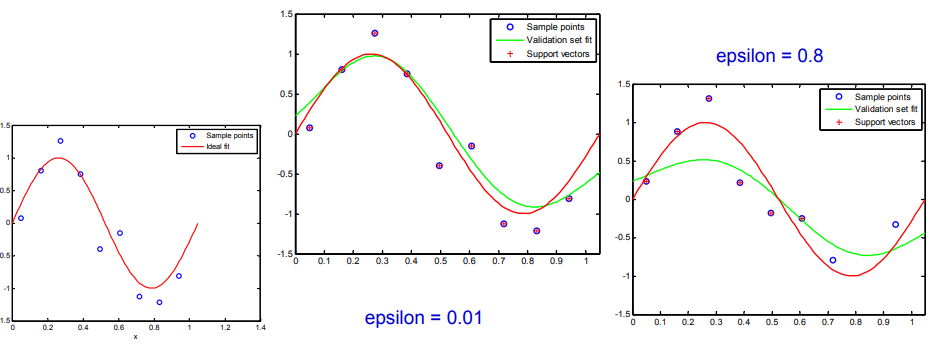 Sample points
Ideal fit
1.5
1
0.5
0
-0.5
-1
-1.5
0 0.2 0.4 0.6 0.8 1 1.2 1.4
x
Sample points
Validation set fit
Support vectors
1.5
1
0.5
0
-0.5
-1
-1.5
0 0.1 0.2 0.3 0.4 0.5 0.6 0.7 0.8 0.9 1
epsilon = 0.01
epsilon = 0.8
Sample points
Validation set fit
Support vectors
1.5
1
0.5
0
-0.5
-1
-1.5
0 0.1 0.2 0.3 0.4 0.5 0.6 0.7 0.8 0.9 1